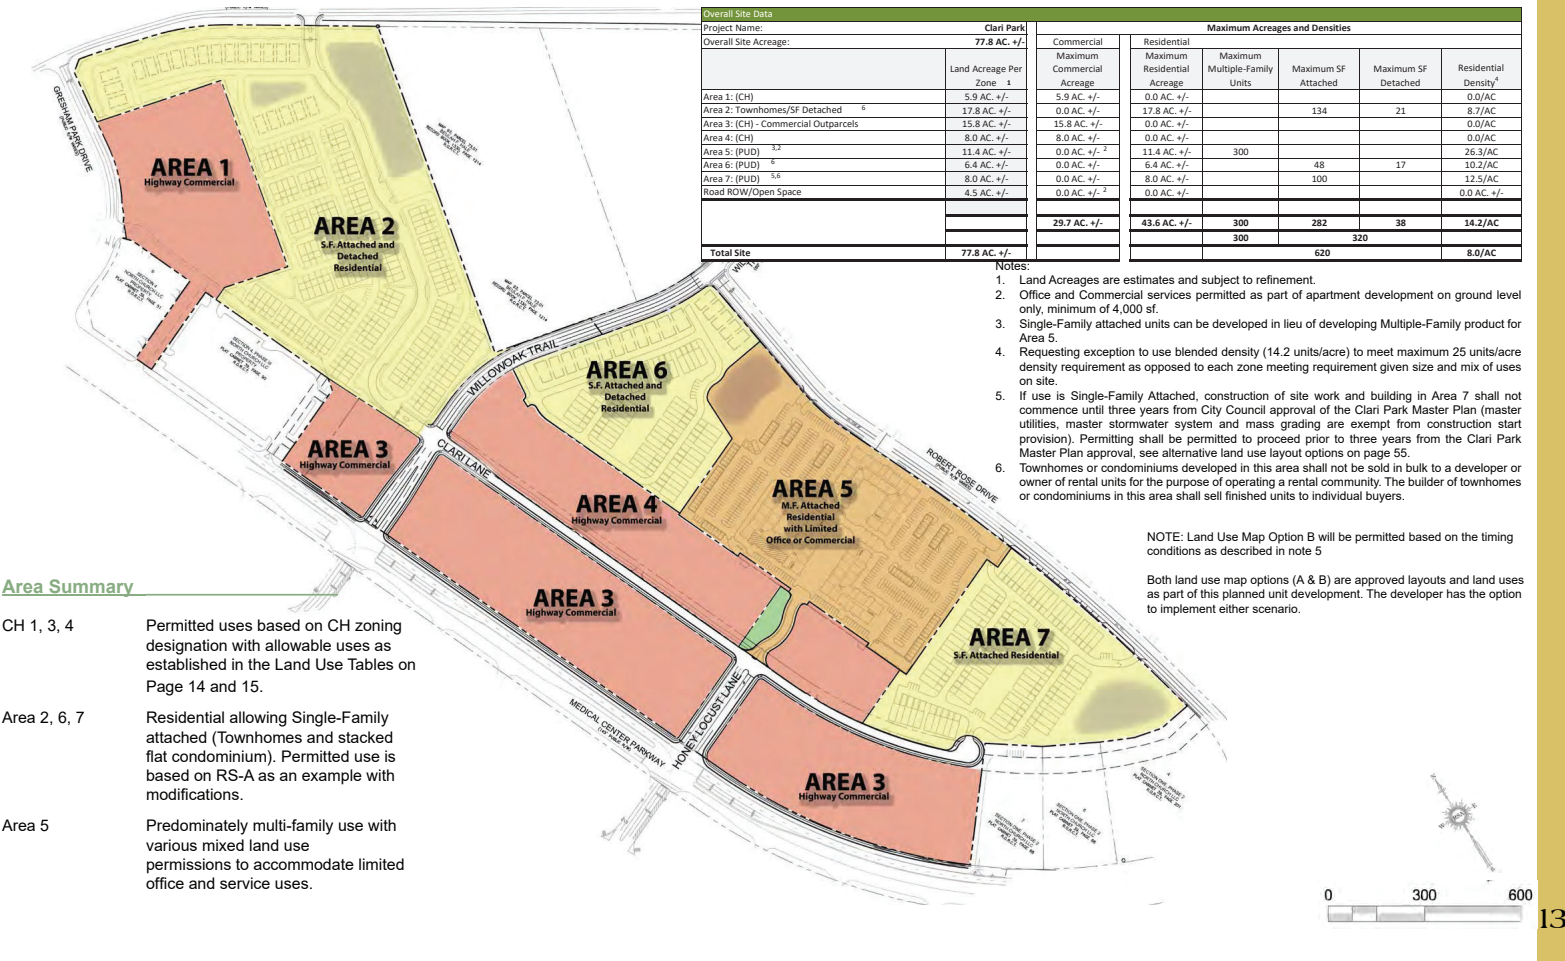 Overall Site Data
Project Name: Clari Park Maximum Acreages and Densities
Overall Site Acreage: 77.8 AC. +/- Commercial Residential
Land Acreage Per Zone 1 Maximum Commercial Acreage Maximum Residential Acreage Maximum Multiple-Family Units Maximum SF Attached Maximum SF Detached Residential Density4
Area 1: (CH) 5.9 AC. +/- 5.9 AC. +/- 0.0 AC. +/- 0.0/AC
Area 2: Townhomes/SF Detached 6 17.8 AC. +/- 0.0 AC. +/- 17.8 AC. +/- 134 21 8.7/AC
Area 3: (CH) - Commercial Outparcels 15.8 AC. +/- 15.8 AC. +/- 0.0 AC. +/- 0.0/AC
Area 4: (CH) 8.0 AC. +/- 8.0 AC. +/- 0.0 AC. +/- 0.0/AC
Area 5: (PUD) 3,2 11.4 AC. +/- 0.0 AC. +/- 2 11.4 AC. +/- 300 26.3/AC
Area 6: (PUD) 6 6.4 AC. +/- 0.0 AC. +/- 6.4 AC. +/- 48 17 10.2/AC
Area 7: (PUD) 5,6 8.0 AC. +/- 0.0 AC. +/- 8.0 AC. +/- 100 12.5/AC
Road ROW/Open Space 4.5 AC. +/- 0.0 AC. +/- 2 0.0 AC. +/- 0.0 AC. +/-
29.7 AC. +/- 43.6 AC. +/- 300 282 38 14.2/AC
300 320
Total Site 77.8 AC. +/- 620 8.0/AC
Notes:
1. Land Acreages are estimates and subject to refinement.
2. Office and Commercial services permitted as part of apartment development on ground level
only, minimum of 4,000 sf.
3. Single-Family attached units can be developed in lieu of developing Multiple-Family product for
Area 5.
4. Requesting exception to use blended density (14.2 units/acre) to meet maximum 25 units/acre
density requirement as opposed to each zone meeting requirement given size and mix of uses
on site.
5. If use is Single-Family Attached, construction of site work and building in Area 7 shall not
commence until three years from City Council approval of the Clari Park Master Plan (master
utilities, master stormwater system and mass grading are exempt from construction start
provision). Permitting shall be permitted to proceed prior to three years from the Clari Park
Master Plan approval, see alternative land use layout options on page 55.
6. Townhomes or condominiums developed in this area shall not be sold in bulk to a developer or
owner of rental units for the purpose of operating a rental community. The builder of townhomes
or condominiums in this area shall sell finished units to individual buyers.
NOTE: Land Use Map Option B will be permitted based on the timing
conditions as described in note 5
Both land use map options (A & B) are approved layouts and land uses
as part of this planned unit development. The developer has the option
to implement either scenario.
GRESHAM PARK DRIVE
AREA 1
Highway Commercial
AREA 2
S.F. Attached and
Detached
Residential
WILLOWOAK TRAIL
AREA 6
S.F. Attached and
Detached
Residential
AREA 3
Highway Commercial
CLARI LANE
AREA 4
Highway Commercial
AREA 5
M.F. Attached
Residential
with Limited
Office or Commercial
ROBERT ROSE DRIVE
AREA 3
Highway Commercial
AREA 7
S.F. Attached Residential
HONEY LOCUST LANE
MEDICAL CENTER PARKWAY
AREA 3
Highway Commercial
Area Summary
CH 1, 3, 4 Permitted uses based on CH zoning
designation with allowable uses as
established in the Land Use Tables on
Page 14 and 15.
Area 2, 6, 7 Residential allowing Single-Family
attached (Townhomes and stacked
flat condominium). Permitted use is
based on RS-A as an example with
modifications.
Area 5 Predominately multi-family use with
various mixed land use
permissions to accommodate limited
office and service uses.
0 300 600
13